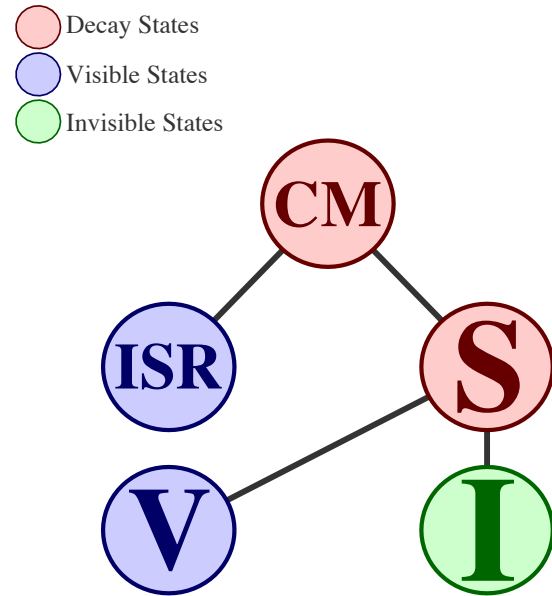 Decay States
Visible States
Invisible States
CM
ISR
S
V
I